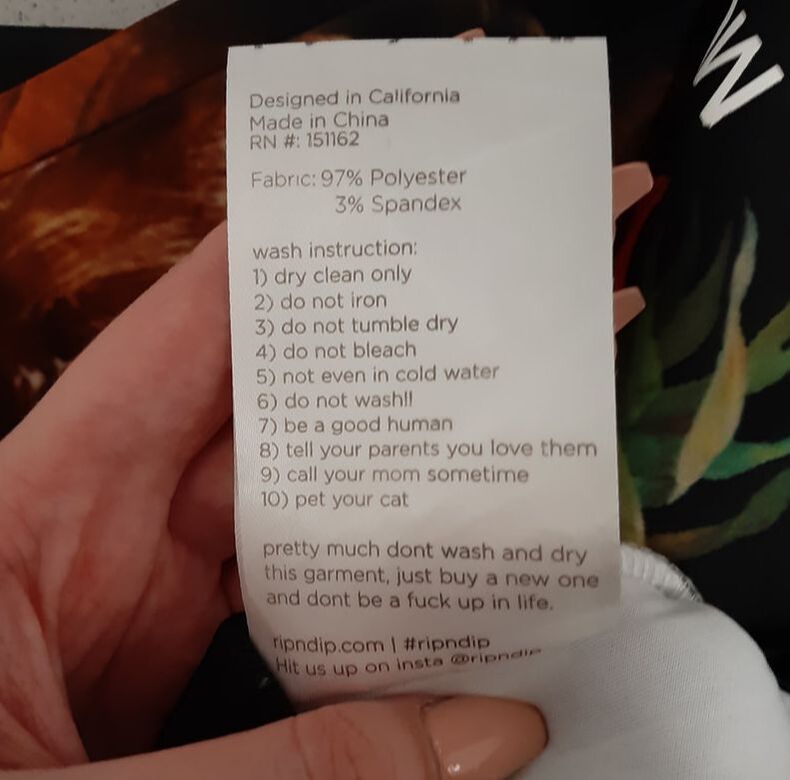 Designed in California
Made in China
RN #: 151162
Fabric: 97% Polyester
3% Spandex
wash instruction:
1) dry clean only
2) do not iron
3) do not tumble dry
4) do not bleach
5) not even in cold water
6) do not wash!!
7) be a good human
8) tell your parents you love them
9) call your mom sometime
10) pet your cat
pretty much dont wash and dry
this garment, just buy a new one
and dont be a fuck up in life.
ripndip.com | #ripndip
Hit us up on insta @ripndip
W